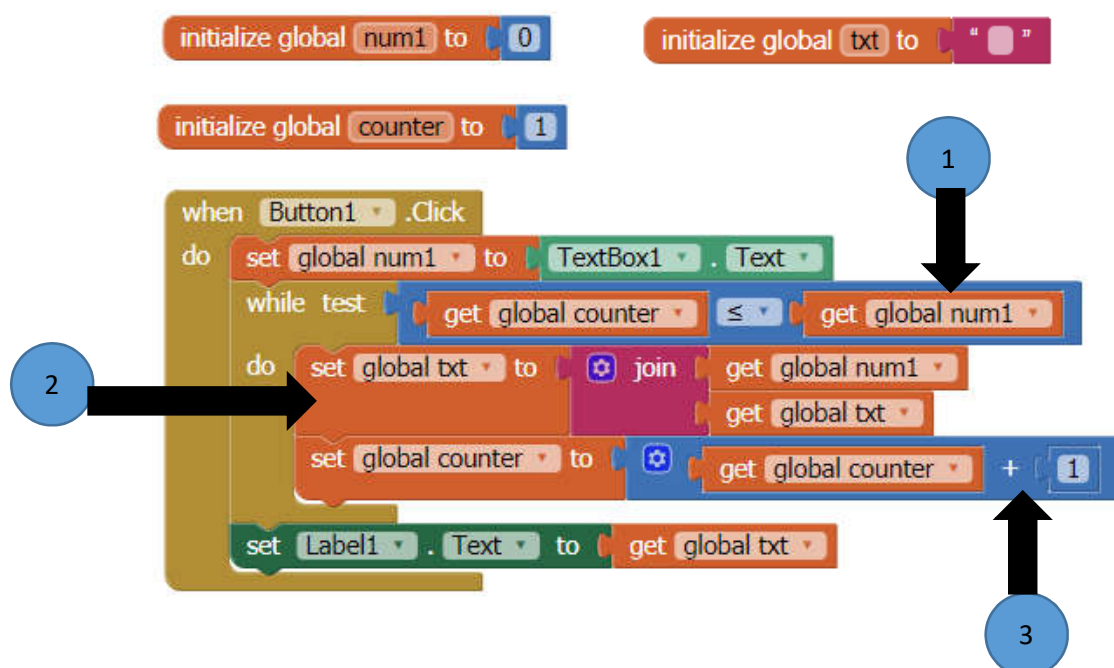 initialize global num1 to 0
initialize global txt to “ ”
initialize global counter to 1
1
when Button1 .Click
do set global num1 to TextBox1 . Text
while test get global counter ≤ get global num1
2
do set global txt to join get global num1
get global txt
set global counter to get global counter + 1
set Label1 . Text to get global txt
3